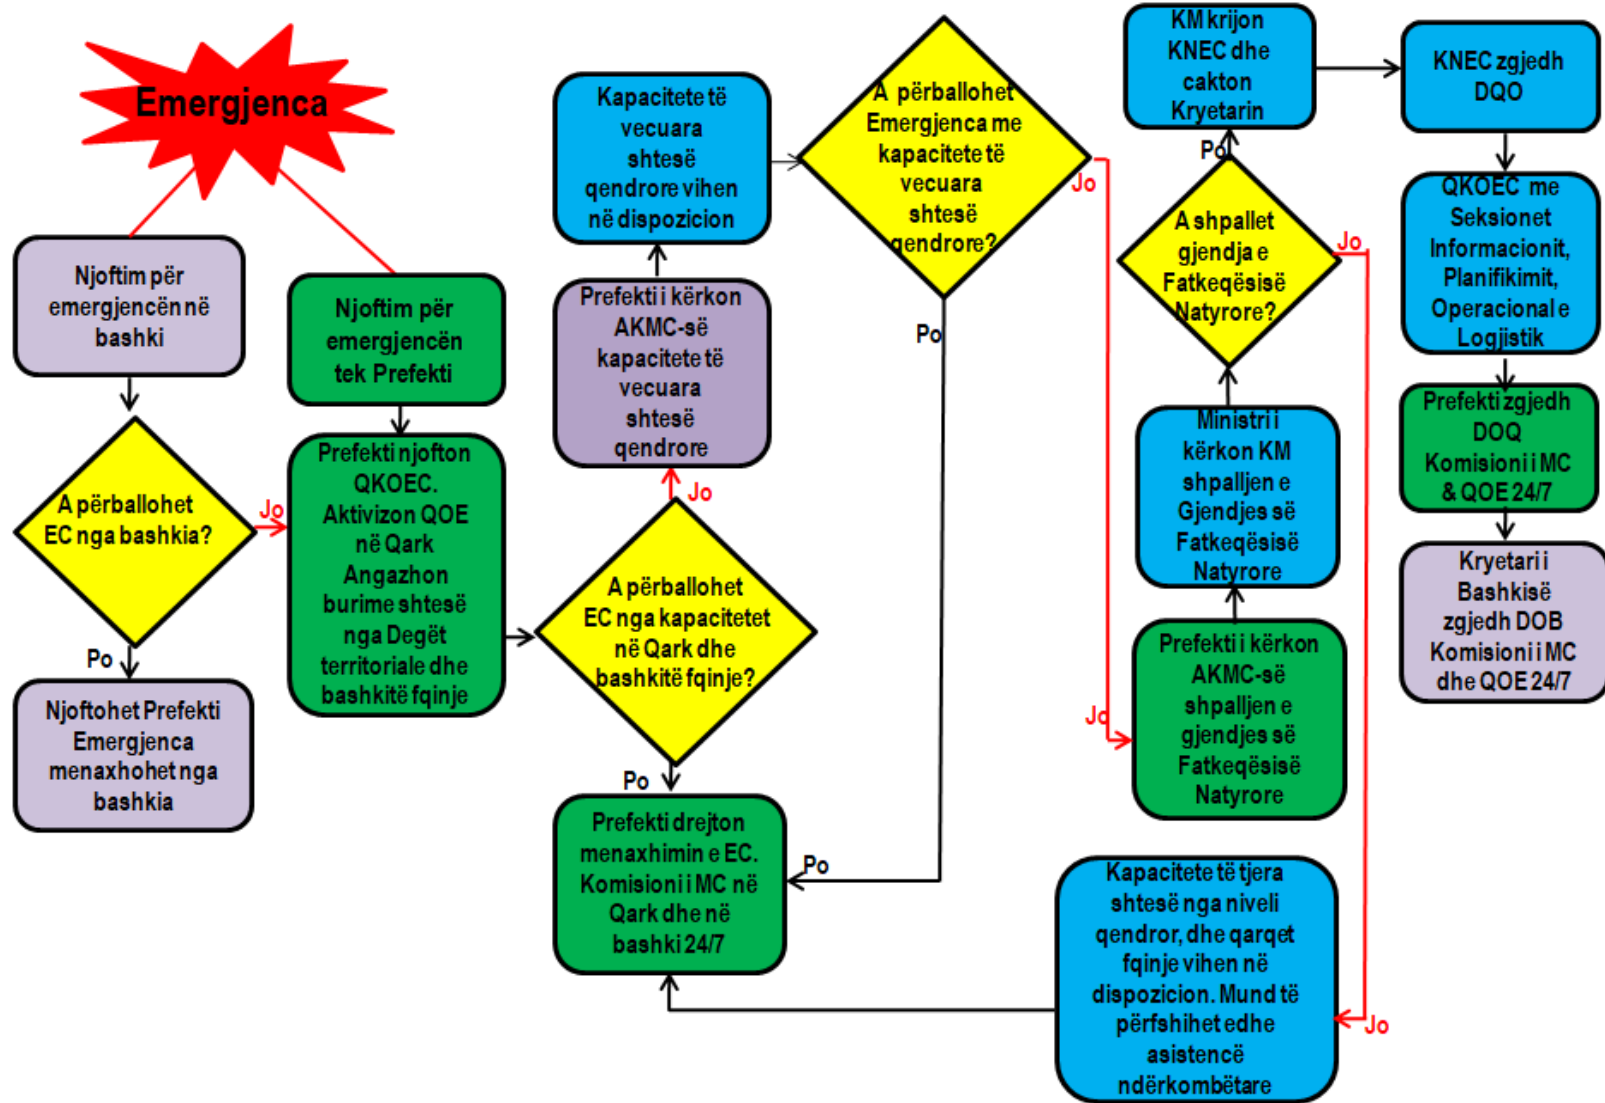 Emergjenca
Njoftim për
emergjencën në
bashki
Njoftim për
emergjencën
tek Prefekti
A përballohet
EC nga bashkia?
Jo
Po
Njoftohet Prefekti
Emergjenca
menaxhohet nga
bashkia
Prefekti njofton
QKOEC.
Aktivizon QOE
në Qark
Angazhon
burime shtesë
nga Degët
territoriale dhe
bashkitë fqinje
A përballohet
EC nga kapacitetet
në Qark dhe
bashkitë fqinje?
Jo
Po
Prefekti i kërkon
AKMC-së
kapacitete të
vecuara
shtesë
qendrore
Kapacitete të
vecuara
shtesë
qendrore vihen
në dispozicion
A përballohet
Emergjenca me
kapacitete të
vecuara
shtesë
qendrore?
Jo
Po
Po
Prefekti drejton
menaxhimin e EC.
Komisioni i MC në
Qark dhe në
bashki 24/7
Jo
Prefekti i kërkon
AKMC-së
shpalljen e
gjendjes së
Fatkeqësisë
Natyrore
Ministri i
kërkon KM
shpalljen e
Gjendjes së
Fatkeqësisë
Natyrore
A shpallet
gjendja e
Fatkeqësisë
Natyrore?
Po
Jo
Jo
Kapacitete të tjera
shtesë nga niveli
qendror, dhe qarqet
fqinje vihen në
dispozicion. Mund të
përfshihet edhe
asistencë
ndërkombëtare
KM krijon
KNEC dhe
cakton
Kryetarin
KNEC zgjedh
DQO
QKOEC me
Seksionet
Informacionit,
Planifikimit,
Operacional e
Logjistik
Prefekti zgjedh
DOQ
Komisioni i MC
& QOE 24/7
Kryetari i
Bashkisë
zgjedh DOB
Komisioni i MC
dhe QOE 24/7